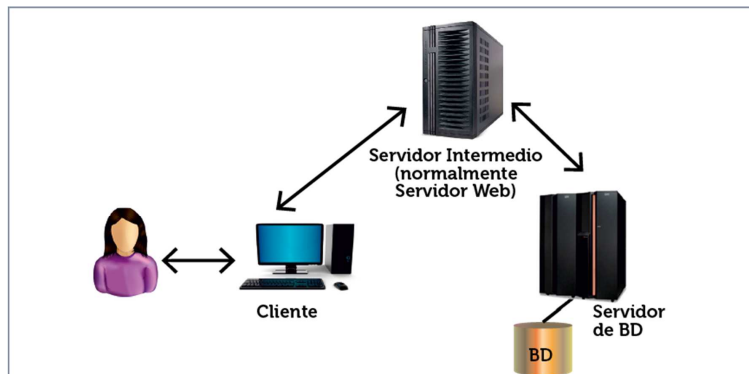 Servidor Intermedio
(normalmente
Servidor Web)
Cliente
Servidor
de BD
BD